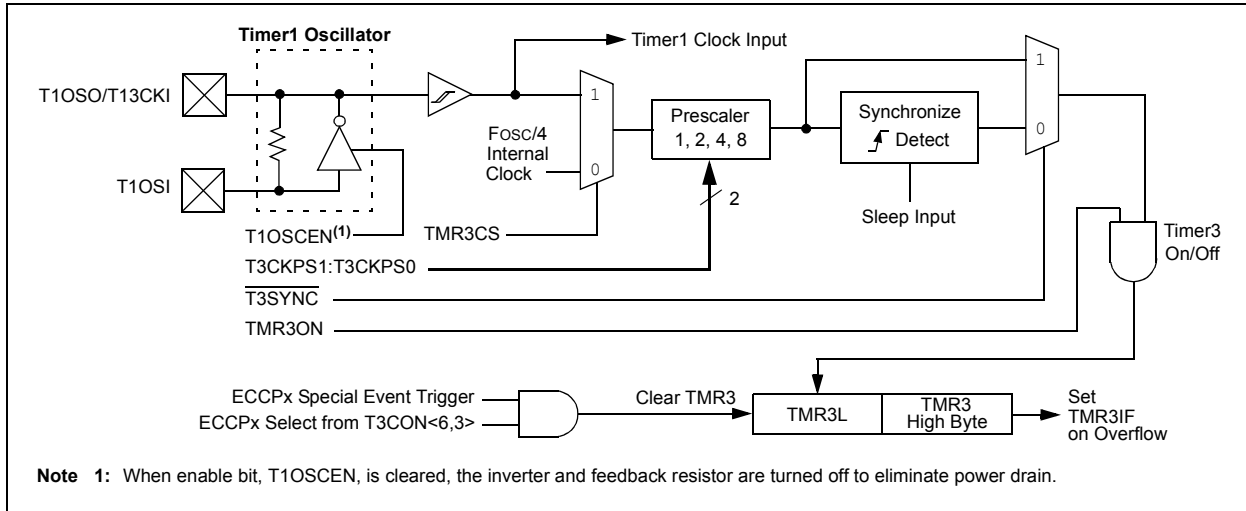 Timer1 Oscillator
Timer1 Clock Input
T1OSO/T13CKI
T1OSI
1
0
FOSC/4
Internal
Clock
Prescaler
1, 2, 4, 8
2
Synchronize
Detect
Sleep Input
1
0
T1OSCEN(1)
TMR3CS
T3CKPS1:T3CKPS0
T3SYNC
TMR3ON
Timer3
On/Off
ECCPx Special Event Trigger
ECCPx Select from T3CON<6,3>
Clear TMR3
TMR3L
TMR3
High Byte
Set
TMR3IF
on Overflow
Note 1: When enable bit, T1OSCEN, is cleared, the inverter and feedback resistor are turned off to eliminate power drain.